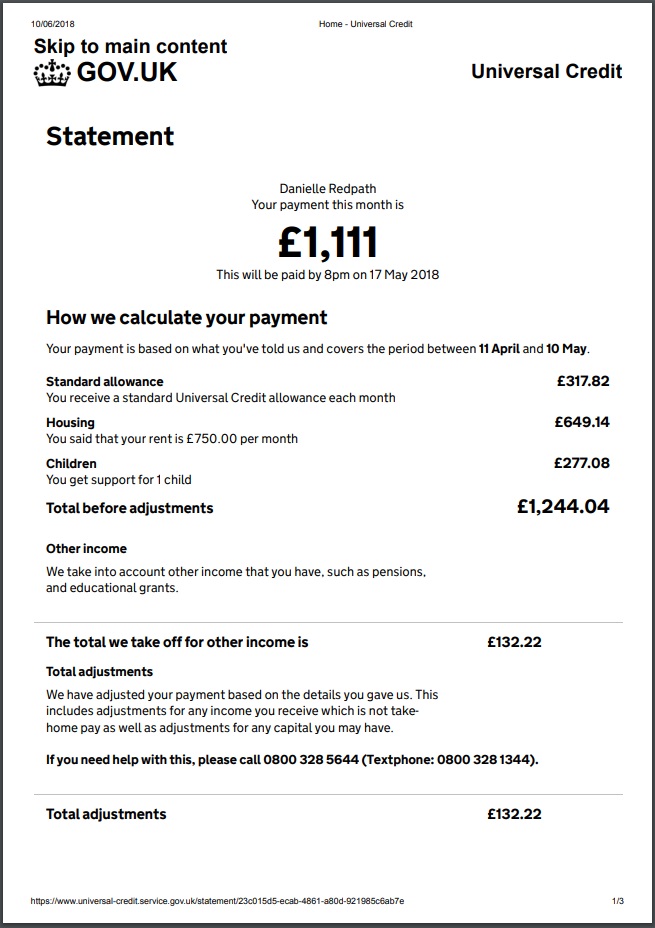 10/06/2018 Home - Universal Credit
Skip to main content
GOV.UK Universal Credit
Statement
Danielle Redpath
Your payment this month is
£1,111
This will be paid by 8pm on 17 May 2018
How we calculate your payment
Your payment is based on what you've told us and covers the period between 11 April and 10 May.
Standard allowance £317.82
You receive a standard Universal Credit allowance each month
Housing £649.14
You said that your rent is £750.00 per month
Children £277.08
You get support for 1 child
Total before adjustments £1,244.04
Other income
We take into account other income that you have, such as pensions,
and educational grants.
The total we take off for other income is £132.22
Total adjustments
We have adjusted your payment based on the details you gave us. This
includes adjustments for any income you receive which is not take-
home pay as well as adjustments for any capital you may have.
If you need help with this, please call 0800 328 5644 (Textphone: 0800 328 1344).
Total adjustments £132.22
https://www.universal-credit.service.gov.uk/statement/23c015d5-ecab-4861-a80d-921985c6ab7e 1/3